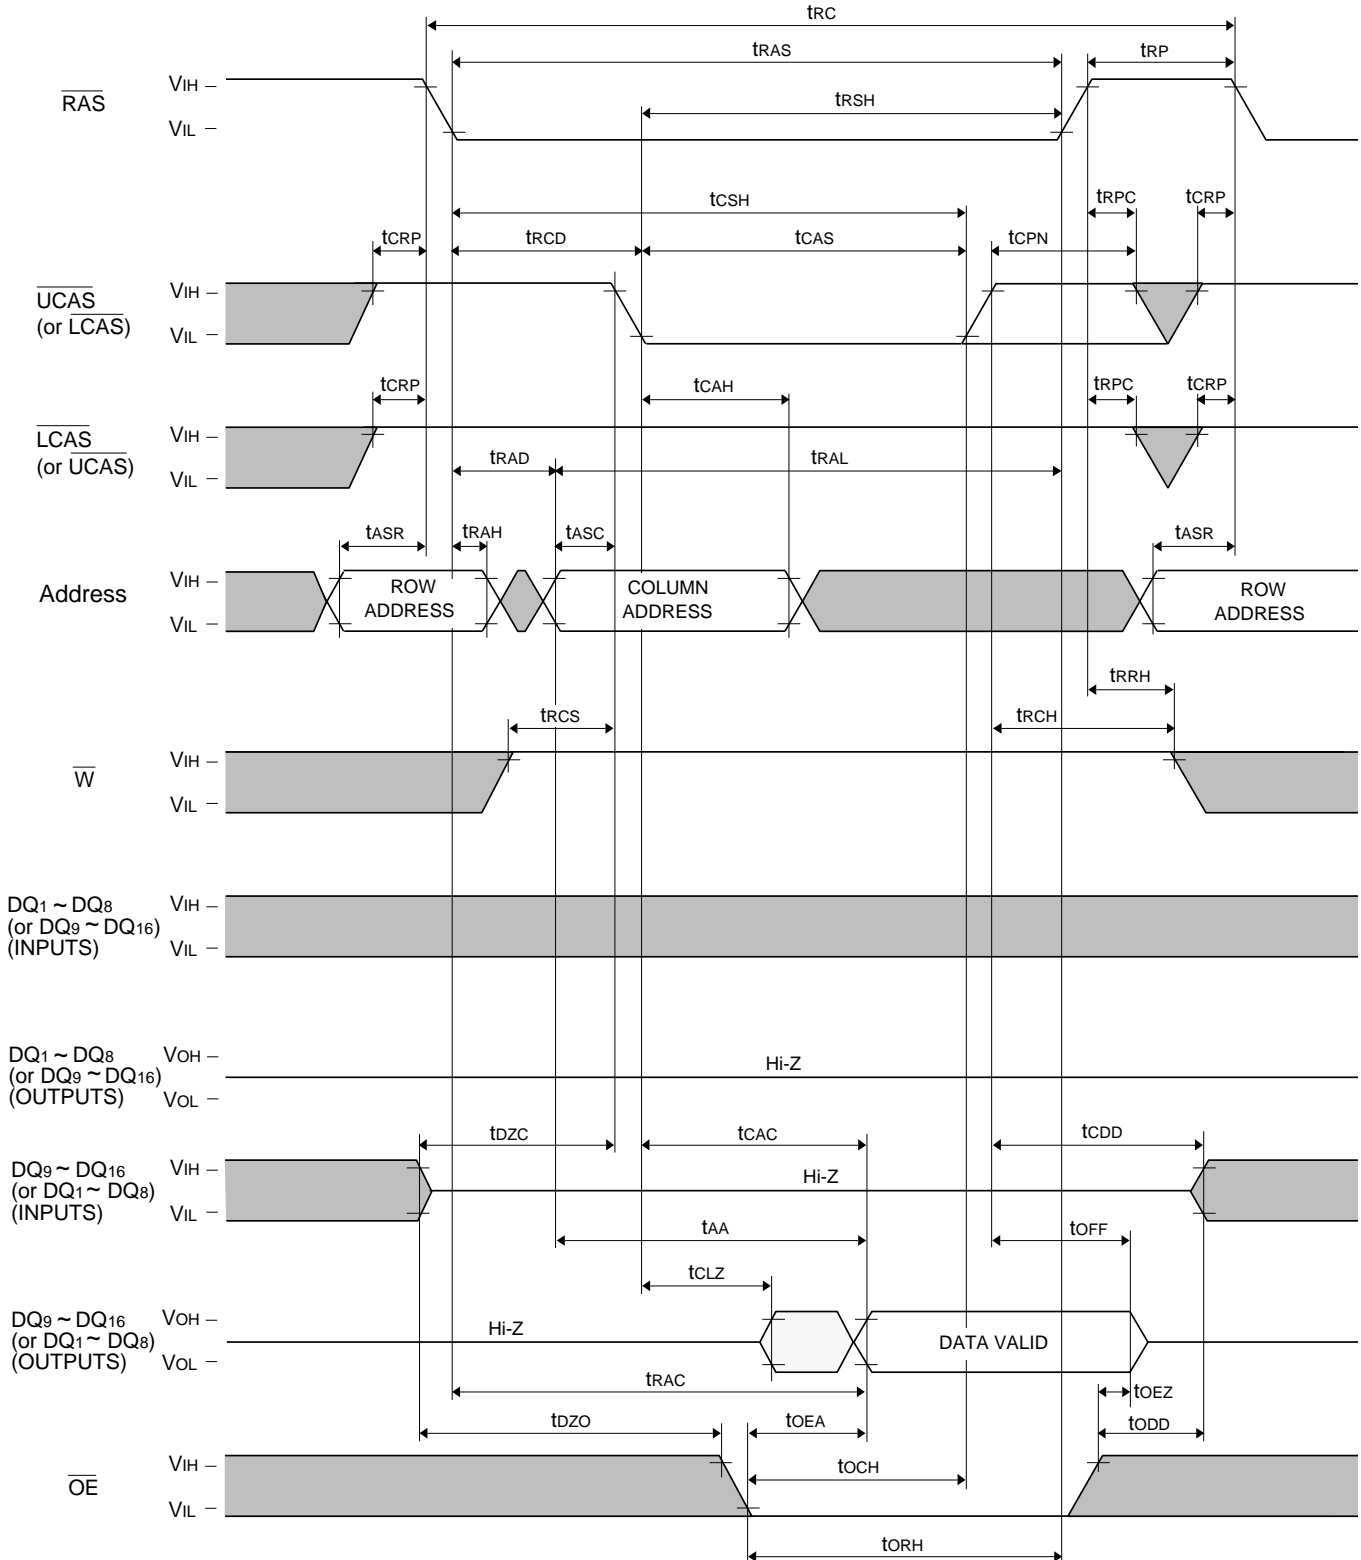 tRC
tRAS
tRP
RAS
VIH
VIL
tRSH
tCSH
tRPC
tCRP
tCRP
tRCD
tCAS
tCPN
UCAS
(or LCAS)
VIH
VIL
tCRP
tCAH
tRPC
tCRP
LCAS
(or UCAS)
VIH
VIL
tRAD
tRAL
tASR
tRAH
tASC
tASR
Address
VIH
VIL
ROW
ADDRESS
COLUMN
ADDRESS
ROW
ADDRESS
tRRH
tRCS
tRCH
W
VIH
VIL
DQ1 ~ DQ8
(or DQ9 ~ DQ16)
(INPUTS)
VIH
VIL
DQ1 ~ DQ8
(or DQ9 ~ DQ16)
(OUTPUTS)
VOH
VOL
Hi-Z
tDZC
tCAC
tCDD
DQ9 ~ DQ16
(or DQ1 ~ DQ8)
(INPUTS)
VIH
VIL
Hi-Z
tAA
tOFF
tCLZ
DQ9 ~ DQ16
(or DQ1 ~ DQ8)
(OUTPUTS)
VOH
VOL
Hi-Z
DATA VALID
tRAC
tOEZ
tDZO
tOEA
tODD
OE
VIH
VIL
tOCH
tORH